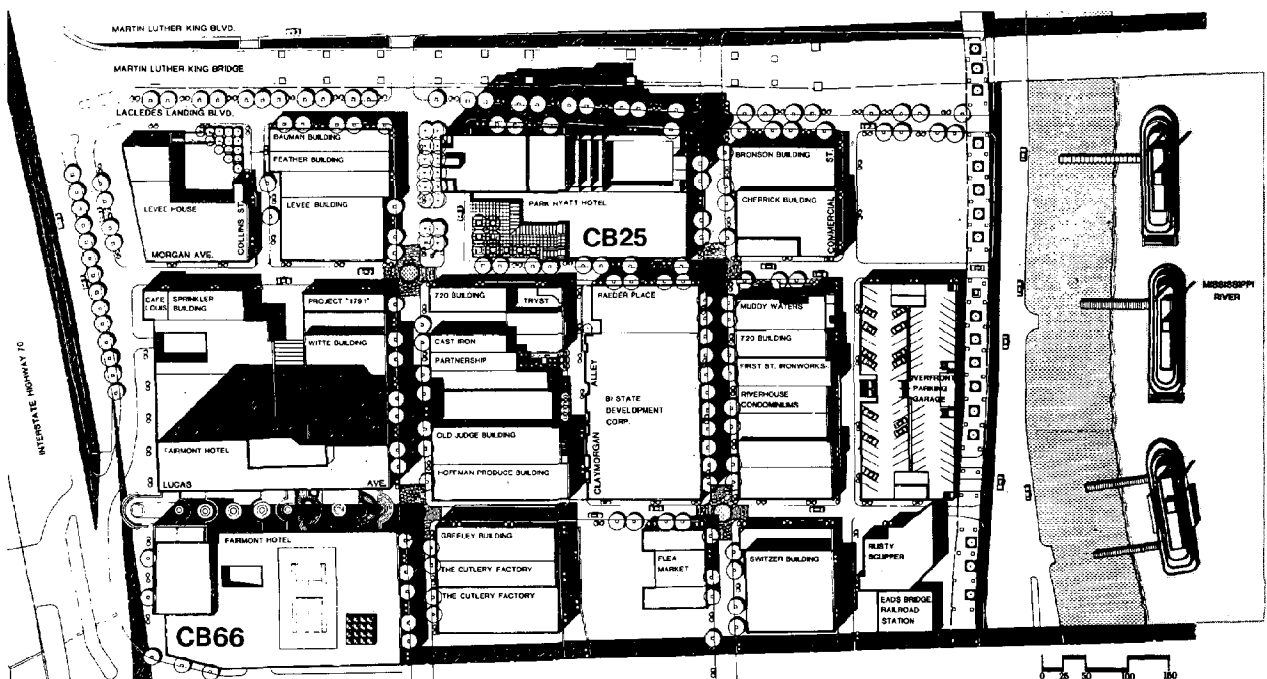 MARTIN LUTHER KING BLVD.
MARTIN LUTHER KING BRIDGE
LACLEDES LANDING BLVD.
BAUMAN BUILDING
FEATHER BUILDING
LEVEE HOUSE
COLLINS ST.
LEVEE BUILDING
MORGAN AVE.
PARK HYATT HOTEL
CB25
BRONSON BUILDING
CHERRICK BUILDING
COMMERCIAL ST
CAFE
LOUIS
SPRINKLER
BUILDING
PROJECT "1791"
WITTE BUILDING
720 BUILDING
TRYST
CAST IRON
PARTNERSHIP
RAEDER PLACE
MUDDY WATERS
720 BUILDING
FIRST ST. IRONWORKS
RIVERHOUSE
CONDOMINIUMS
BI STATE
DEVELOPMENT
CORP.
CLAYMORGAN ALLEY
RIVERFRONT
PARKING
GARAGE
MISSISSIPPI
RIVER
INTERSTATE HIGHWAY 70
FAIRMONT HOTEL
LUCAS AVE.
OLD JUDGE BUILDING
HOFFMAN PRODUCE BUILDING
FAIRMONT HOTEL
CB66
GREELEY BUILDING
THE CUTLERY FACTORY
THE CUTLERY FACTORY
FLEA
MARKET
SWITZER BUILDING
RUSTY
SCUPPER
EADS BRIDGE
RAILROAD
STATION
0 25 50 100 150